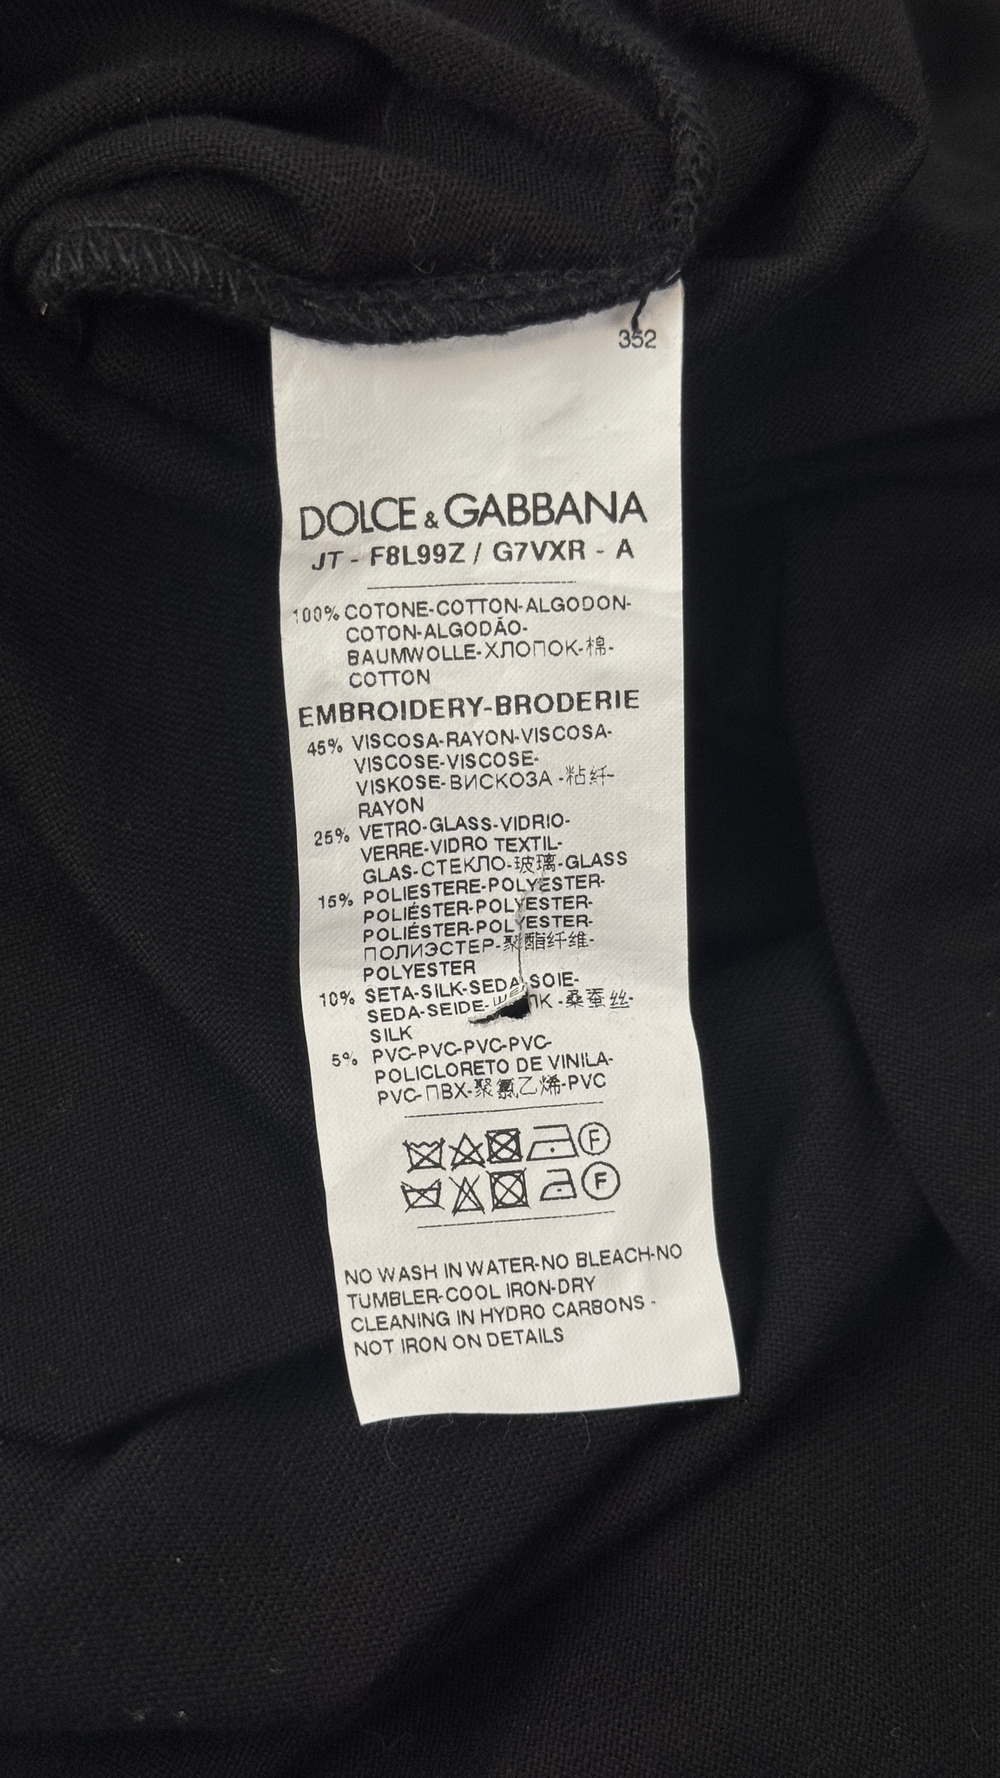 352
DOLCE & GABBANA
JT - F8L99Z / G7VXR - A
100% COTONE-COTTON-ALGODON-
COTON-ALGODÃO-
BAUMWOLLE-ХЛОПОК-棉-
COTTON
EMBROIDERY-BRODERIE
45% VISCOSA-RAYON-VISCOSA-
VISCOSE-VISCOSE-
VISKOSE-ВИСКОЗА -粘纤-
RAYON
25% VETRO-GLASS-VIDRIO-
VERRE-VIDRO TEXTIL-
GLAS-СТЕКЛО-玻璃-GLASS
15% POLIESTERE-POLYESTER-
POLIÉSTER-POLYESTER-
POLIÉSTER-POLYESTER-
ПОЛИЭСТЕР-聚酯纤维-
POLYESTER
10% SETA-SILK-SEDA-SOIE-
SEDA-SEIDE- -桑蚕丝-
SILK
5% PVC-PVC-PVC-PVC-
POLICLORETO DE VINILA-
PVC-ПВХ-聚氯乙烯-PVC
F
F
NO WASH IN WATER-NO BLEACH-NO
TUMBLER-COOL IRON-DRY
CLEANING IN HYDRO CARBONS -
NOT IRON ON DETAILS